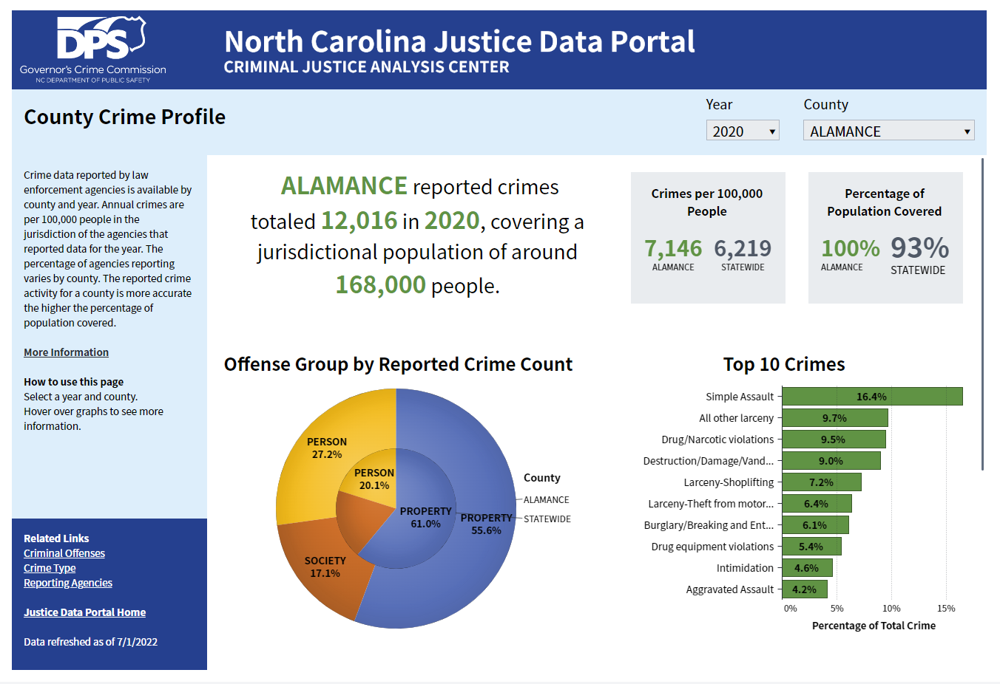 DPS
Governor's Crime Commission
NC DEPARTMENT OF PUBLIC SAFETY
North Carolina Justice Data Portal
CRIMINAL JUSTICE ANALYSIS CENTER
County Crime Profile
Year
2020
County
ALAMANCE
Crime data reported by law
enforcement agencies is available by
county and year. Annual crimes are
per 100,000 people in the
jurisdiction of the agencies that
reported data for the year. The
percentage of agencies reporting
varies by county. The reported crime
activity for a county is more accurate
the higher the percentage of
population covered.
More Information
How to use this page
Select a year and county.
Hover over graphs to see more
information.
Related Links
Criminal Offenses
Crime Type
Reporting Agencies
Justice Data Portal Home
Data refreshed as of 7/1/2022
ALAMANCE reported crimes
totaled 12,016 in 2020, covering a
jurisdictional population of around
168,000 people.
Crimes per 100,000
People
7,146 6,219
ALAMANCE STATEWIDE
Percentage of
Population Covered
100% 93%
ALAMANCE STATEWIDE
Offense Group by Reported Crime Count
PERSON
27.2%
PERSON
20.1%
PROPERTY
61.0%
PROPERTY
55.6%
SOCIETY
17.1%
County
ALAMANCE
STATEWIDE
Top 10 Crimes
Simple Assault 16.4%
All other larceny 9.7%
Drug/Narcotic violations 9.5%
Destruction/Damage/Vand... 9.0%
Larceny-Shoplifting 7.2%
Larceny-Theft from motor... 6.4%
Burglary/Breaking and Ent... 6.1%
Drug equipment violations 5.4%
Intimidation 4.6%
Aggravated Assault 4.2%
0% 5% 10% 15%
Percentage of Total Crime